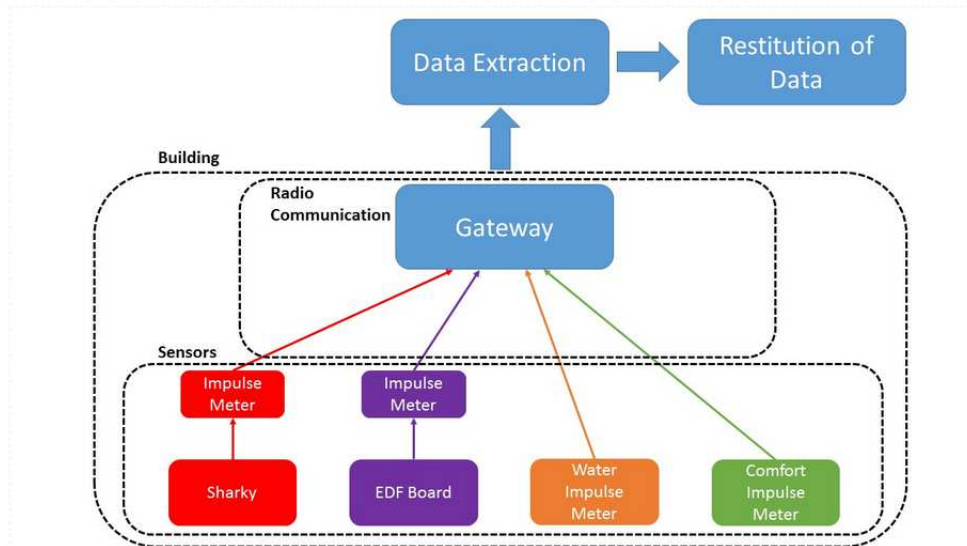 Data Extraction
Restitution of
Data
Building
Radio
Communication
Gateway
Sensors
Impulse
Meter
Impulse
Meter
Sharky
EDF Board
Water
Impulse
Meter
Comfort
Impulse
Meter